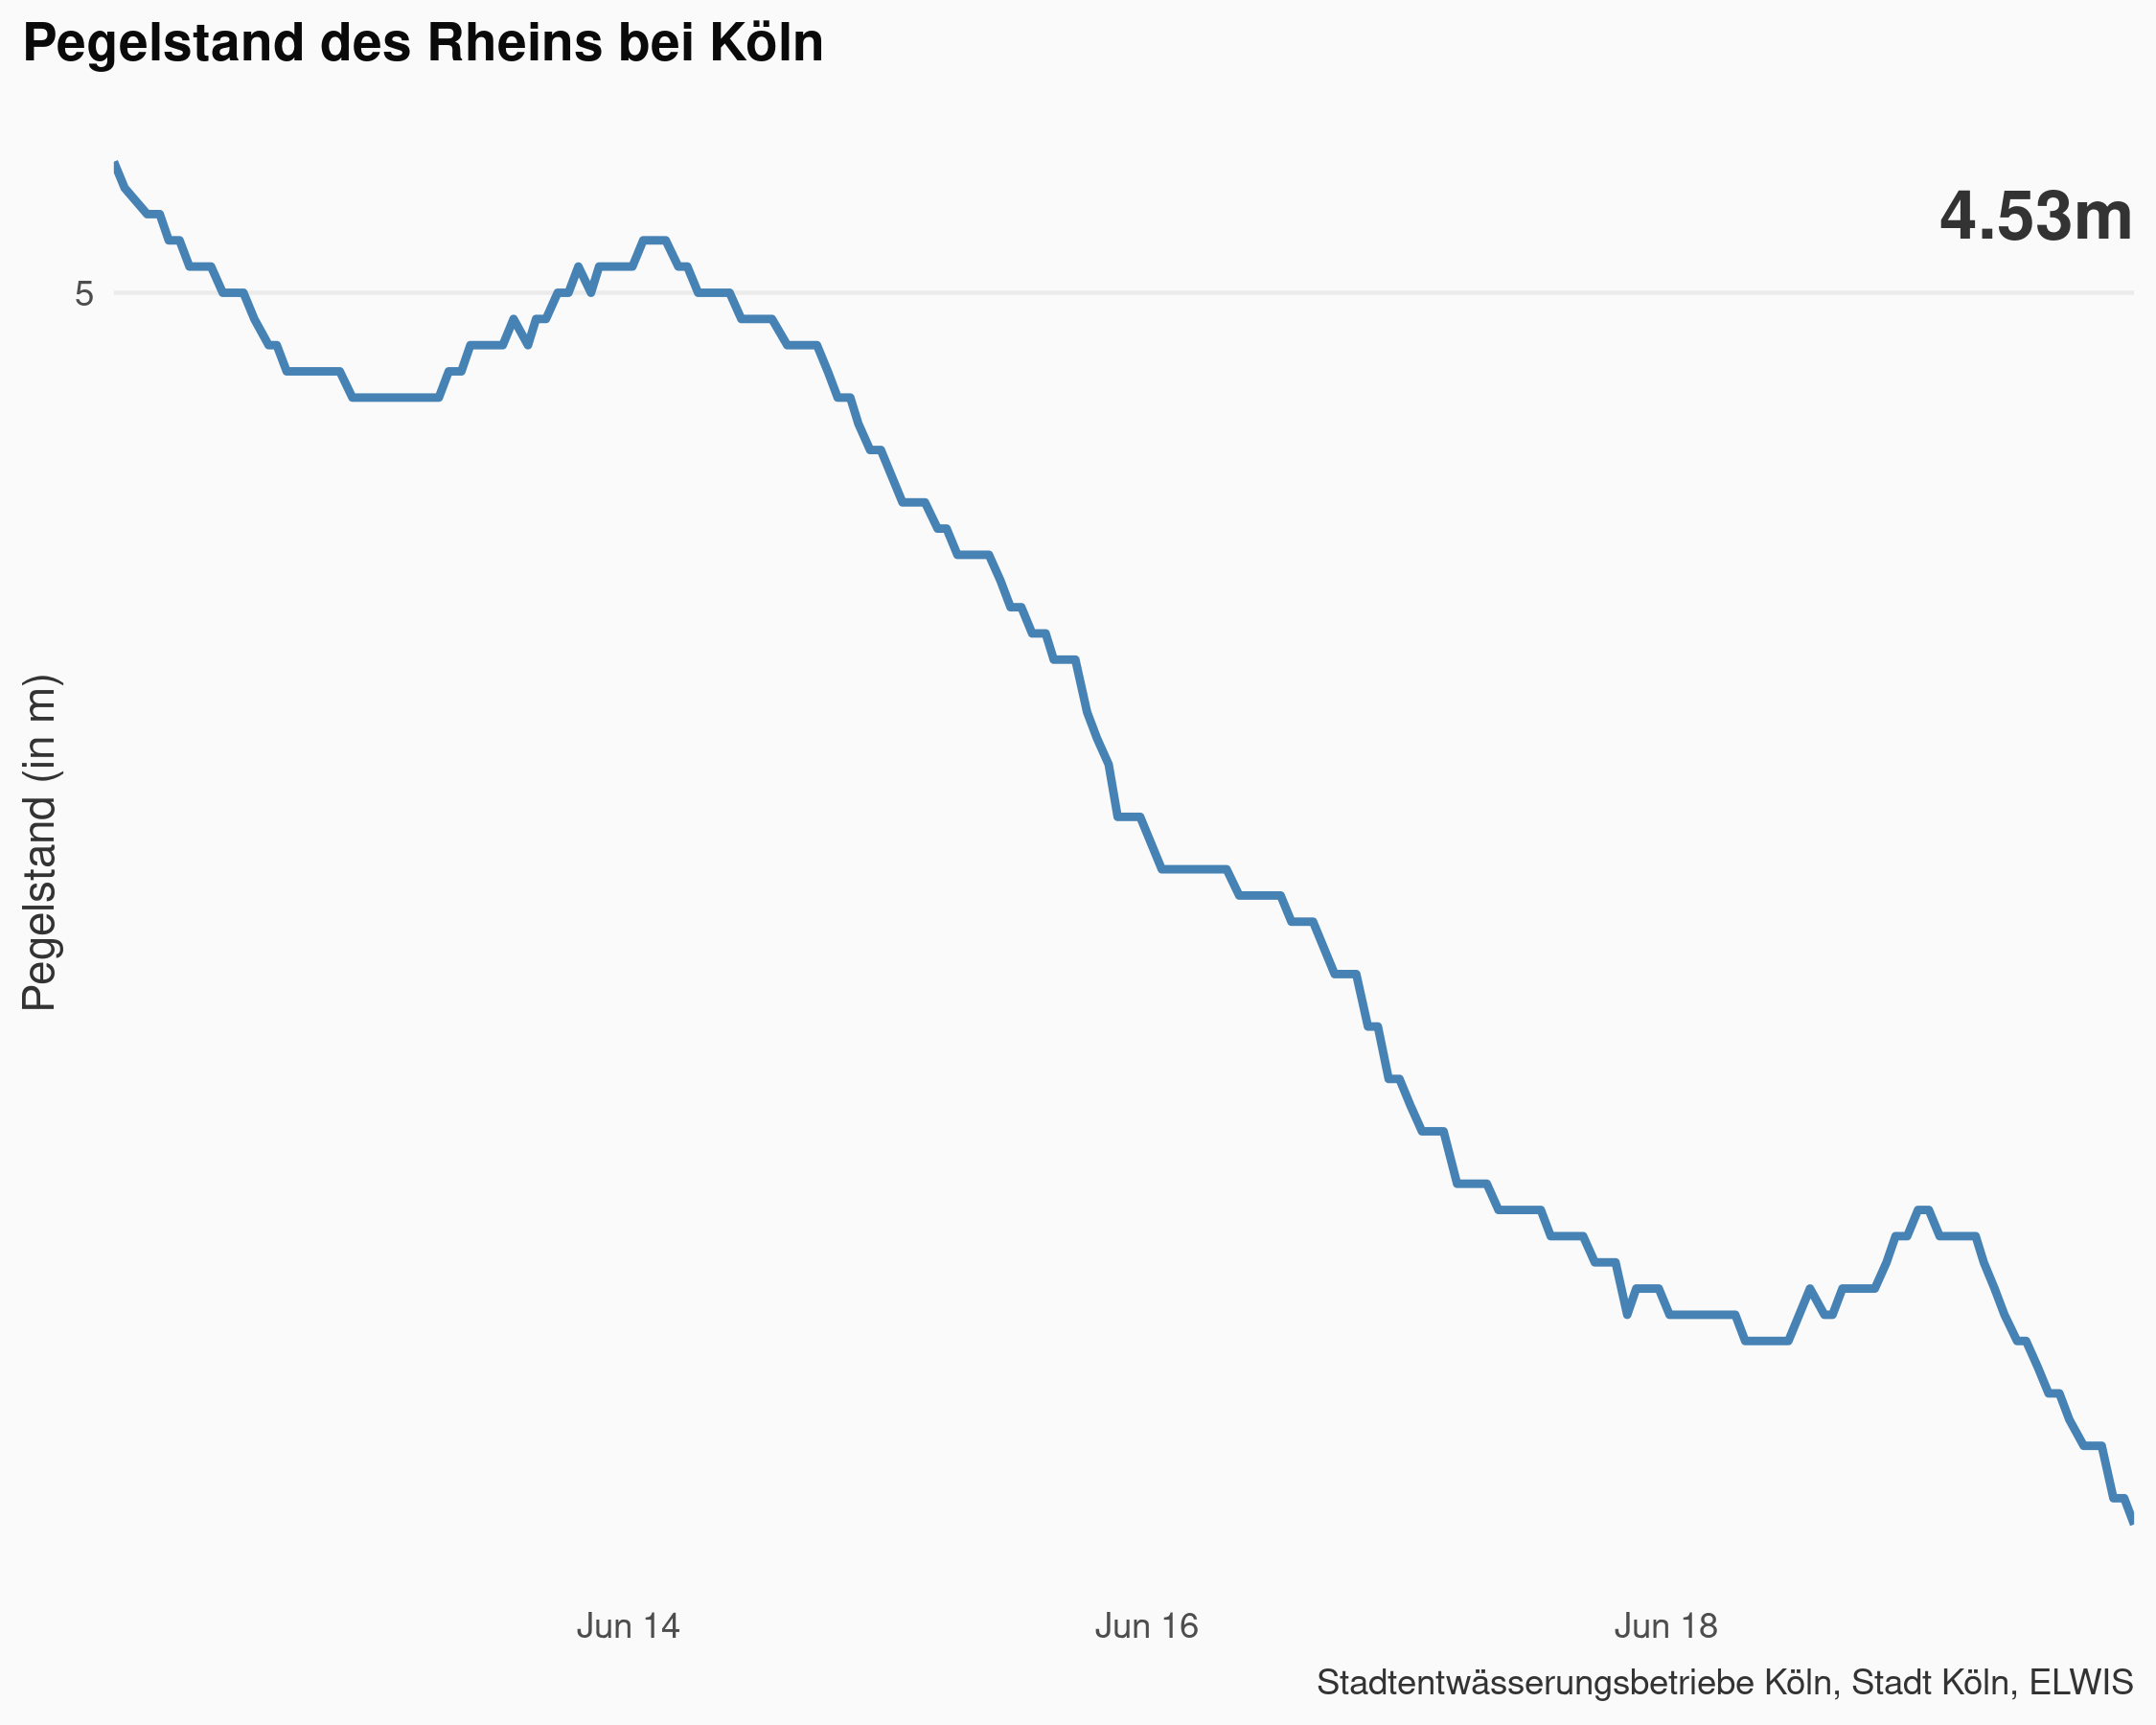 Pegelstand des Rheins bei Köln
4.53m
5
Pegelstand (in m)
Jun 14
Jun 16
Jun 18
Stadtentwässerungsbetriebe Köln, Stadt Köln, ELWIS